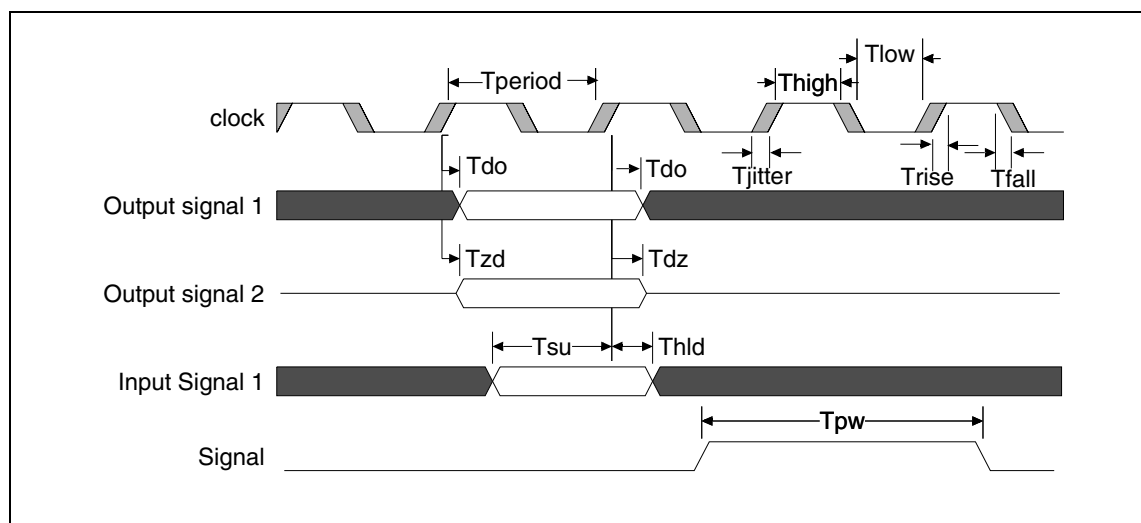 Tlow
Tperiod
Thigh
clock
Tdo
Tdo
Tjitter
Trise
Tfall
Output signal 1
Tzd
Tdz
Output signal 2
Tsu
Thld
Input Signal 1
Tpw
Signal